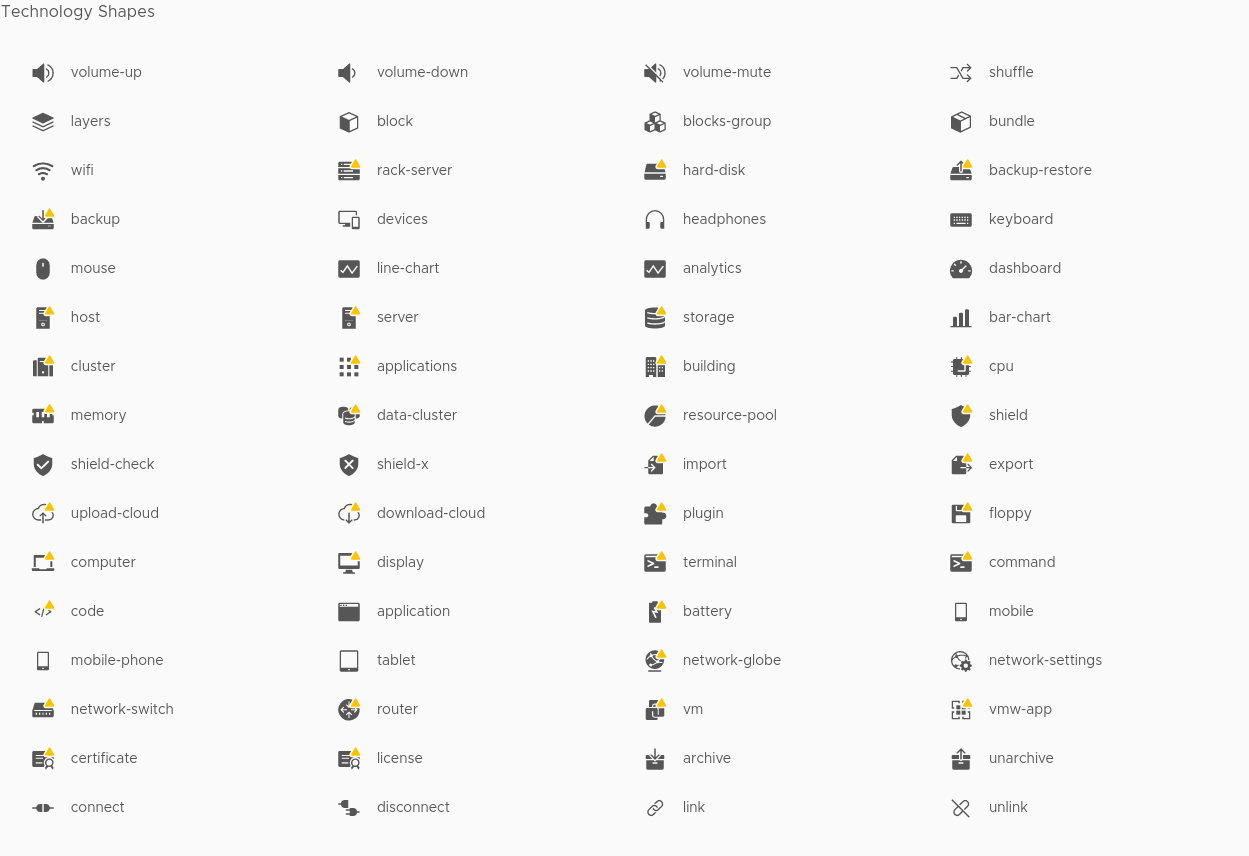 Technology Shapes
volume-up volume-down volume-mute shuffle
layers block blocks-group bundle
wifi rack-server hard-disk backup-restore
backup devices headphones keyboard
mouse line-chart analytics dashboard
host server storage bar-chart
cluster applications building cpu
memory data-cluster resource-pool shield
shield-check shield-x import export
upload-cloud download-cloud plugin floppy
computer display terminal command
code application battery mobile
mobile-phone tablet network-globe network-settings
network-switch router vm vmw-app
certificate license archive unarchive
connect disconnect link unlink